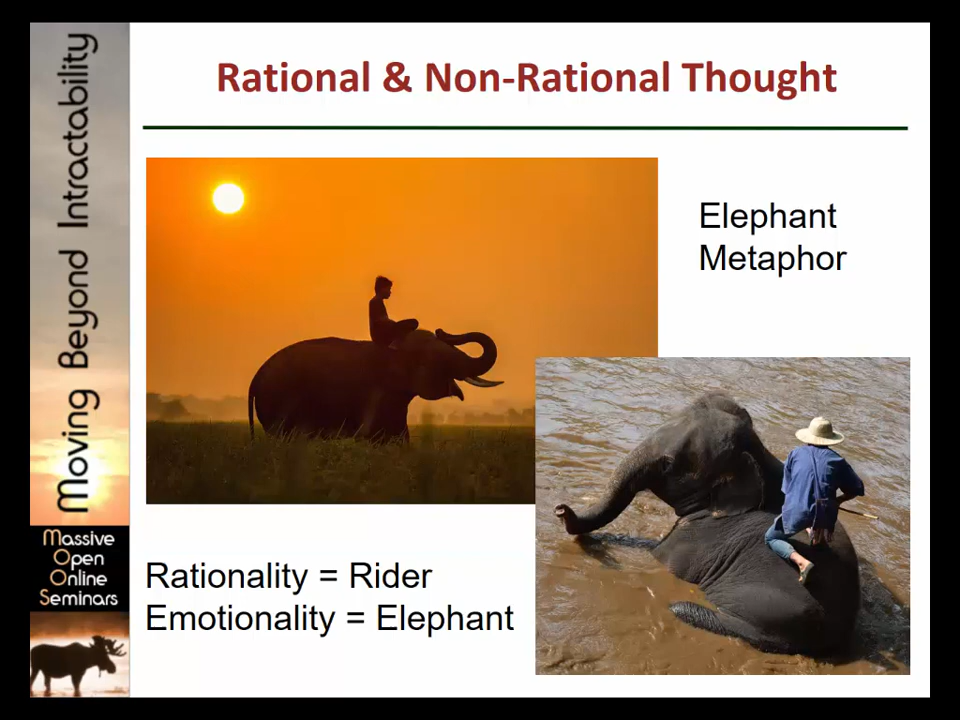 Rational & Non-Rational Thought
Moving Beyond Intractability
Elephant
Metaphor
Rationality = Rider
Emotionality = Elephant
Massive
Open
Online
Seminars